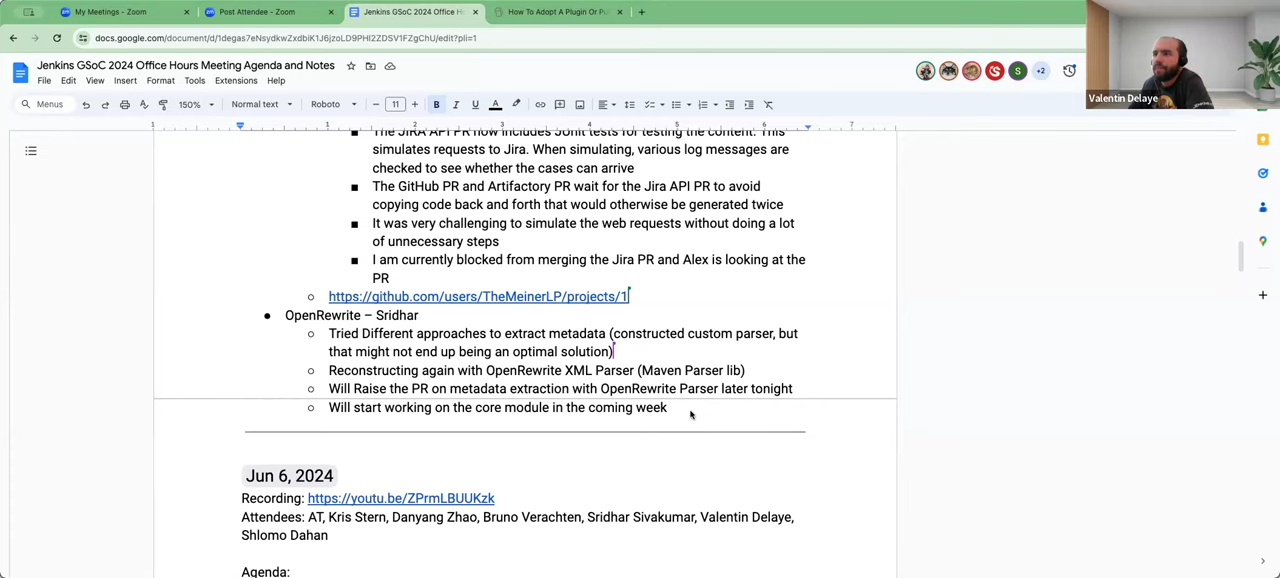 My Meetings - Zoom
Post Attendee - Zoom
Jenkins GSoC 2024 Office Ho
How To Adopt A Plugin Or Pu
docs.google.com/document/d/1degas7eNsydkwZxdbiK1J6jzoLD9PHI2ZDSV1FZgChU/edit?pli=1
Jenkins GSoC 2024 Office Hours Meeting Agenda and Notes
File Edit View Insert Format Tools Extensions Help
S
+2
Menus
150%
Normal text
Roboto
11
B I U A
Valentin Delaye
1 1 2 3 4 5 6 7
The JIRA API PR now includes JUnit tests for testing the content. This
simulates requests to Jira. When simulating, various log messages are
checked to see whether the cases can arrive
The GitHub PR and Artifactory PR wait for the Jira API PR to avoid
copying code back and forth that would otherwise be generated twice
It was very challenging to simulate the web requests without doing a lot
of unnecessary steps
I am currently blocked from merging the Jira PR and Alex is looking at the
PR
https://github.com/users/TheMeinerLP/projects/1
OpenRewrite – Sridhar
Tried Different approaches to extract metadata (constructed custom parser, but
that might not end up being an optimal solution)
Reconstructing again with OpenRewrite XML Parser (Maven Parser lib)
Will Raise the PR on metadata extraction with OpenRewrite Parser later tonight
Will start working on the core module in the coming week
Jun 6, 2024
Recording: https://youtu.be/ZPrmLBUUKzk
Attendees: AT, Kris Stern, Danyang Zhao, Bruno Verachten, Sridhar Sivakumar, Valentin Delaye,
Shlomo Dahan
Agenda: